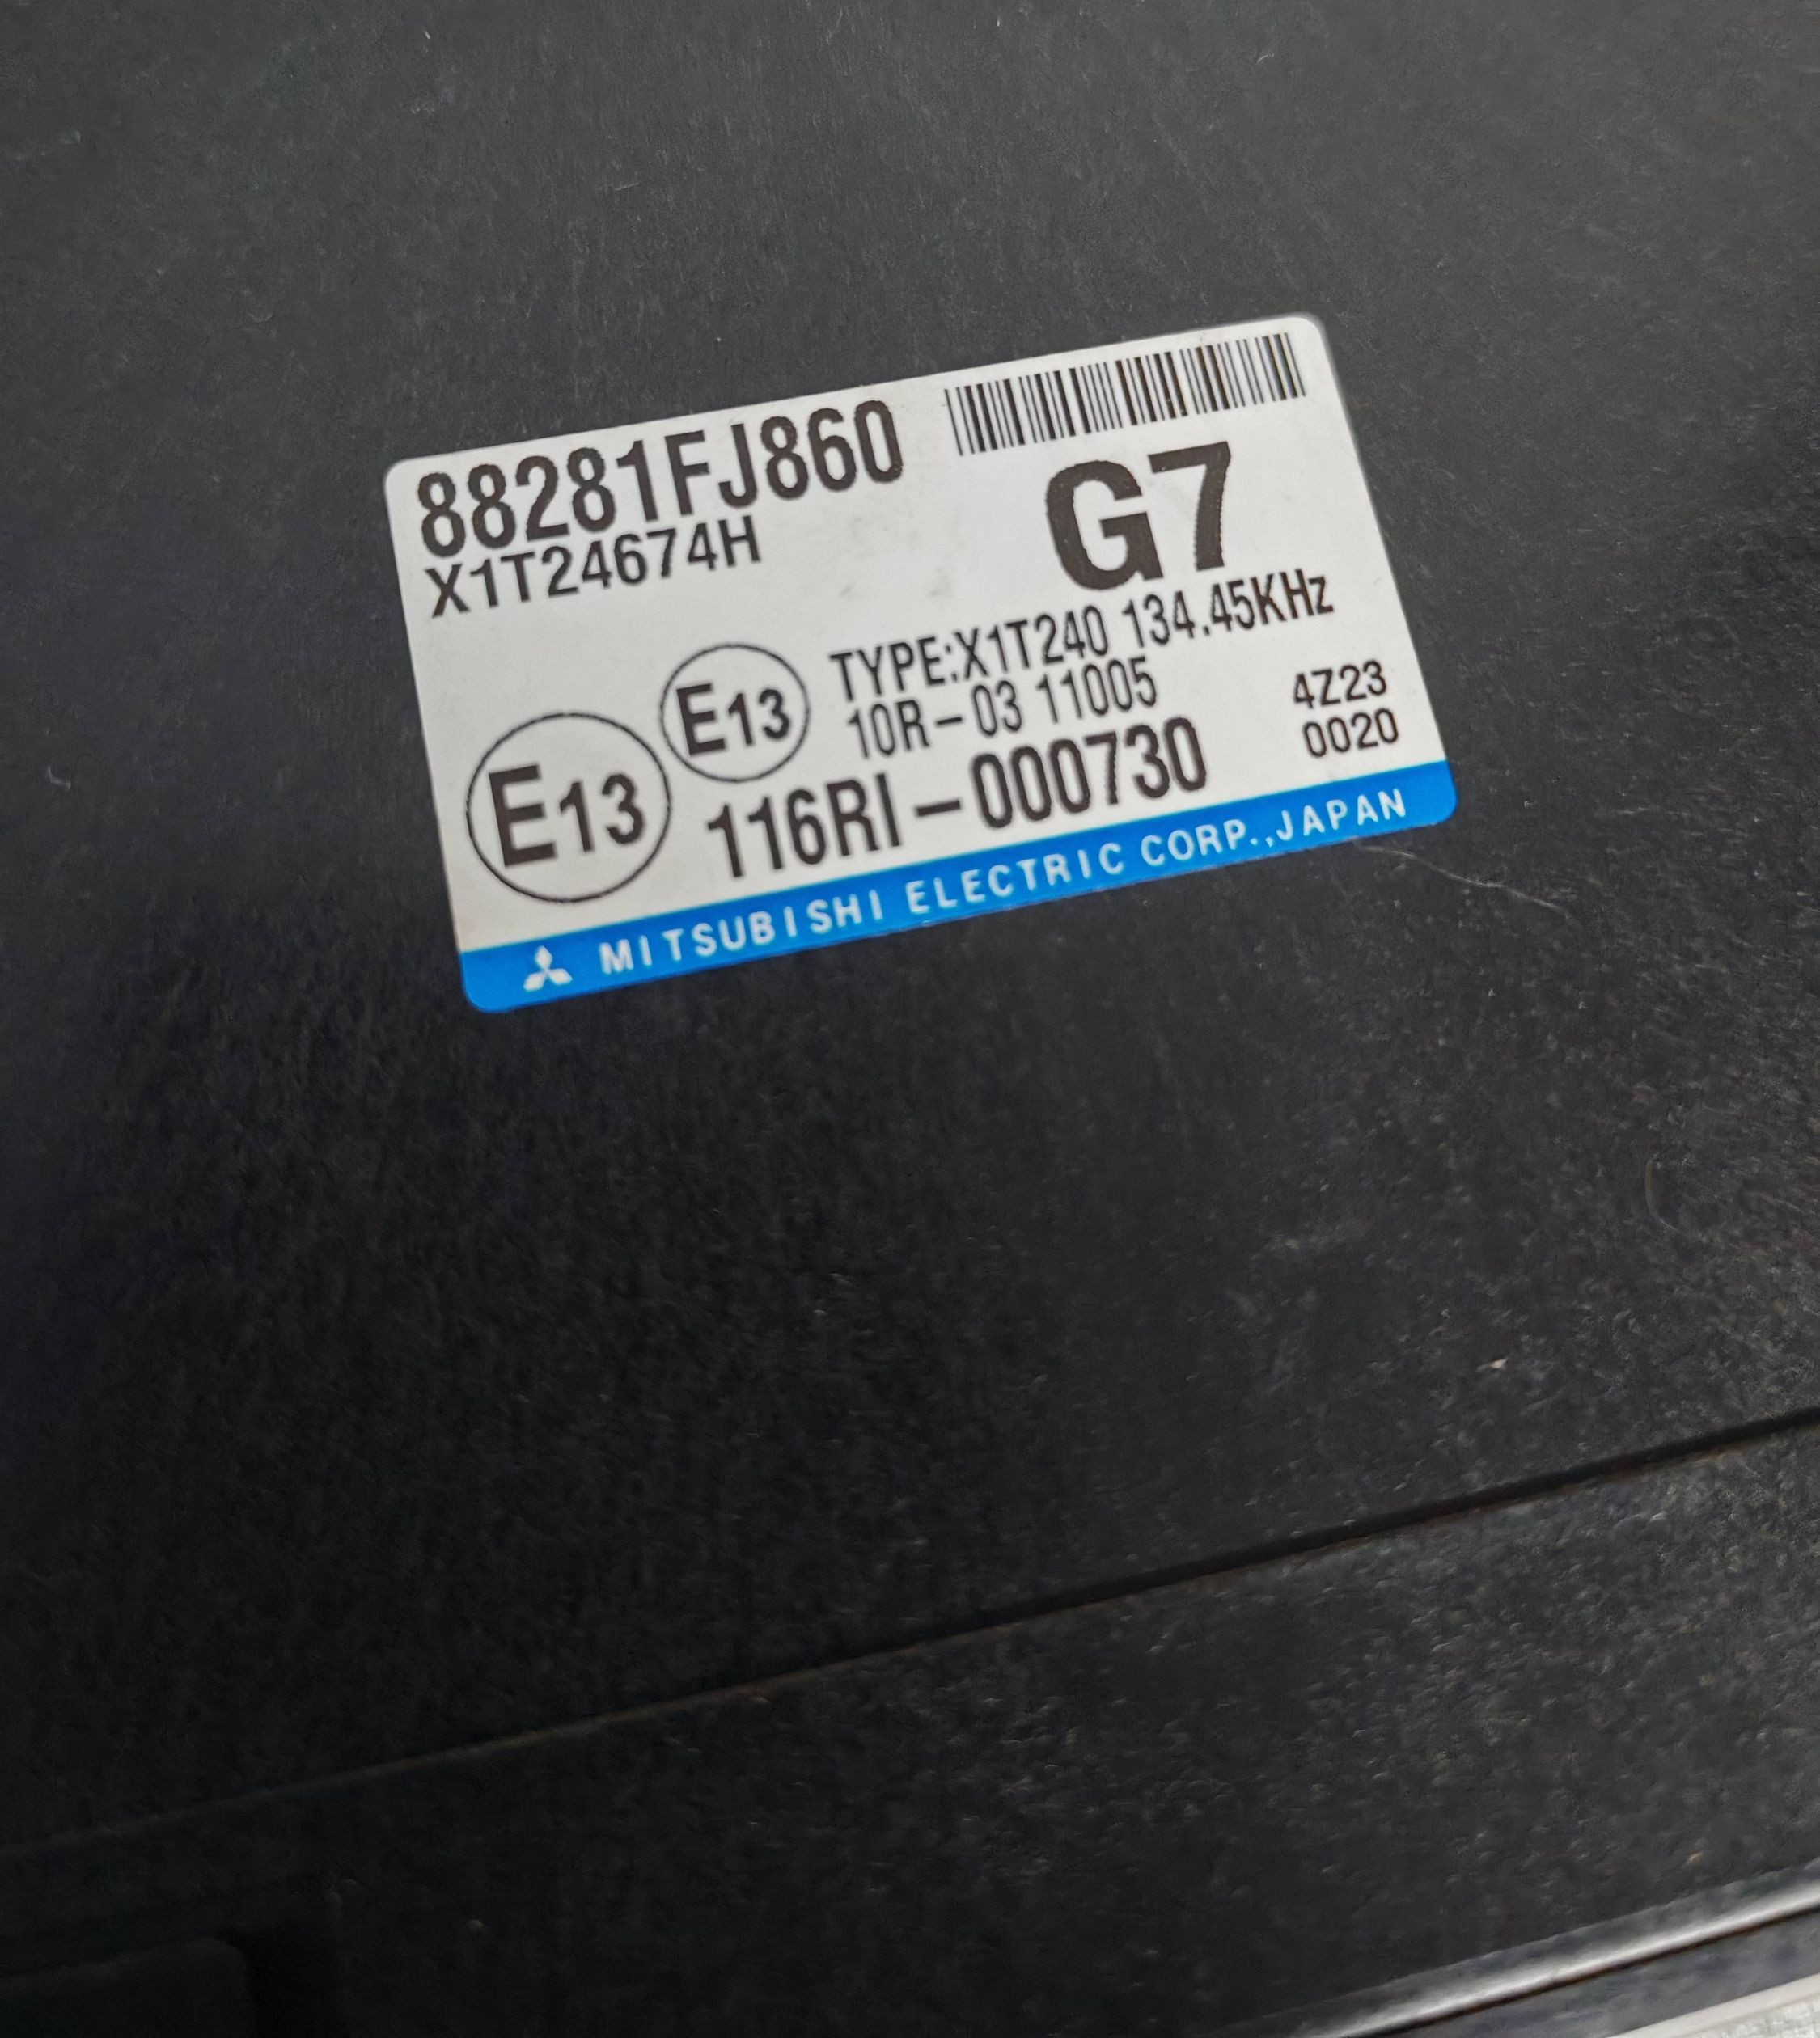 88281FJ860
X1T24674H
G7
TYPE:X1T240 134.45KHz
E13 10R-03 11005
4Z23
0020
E13 116RI-000730
MITSUBISHI ELECTRIC CORP.,JAPAN